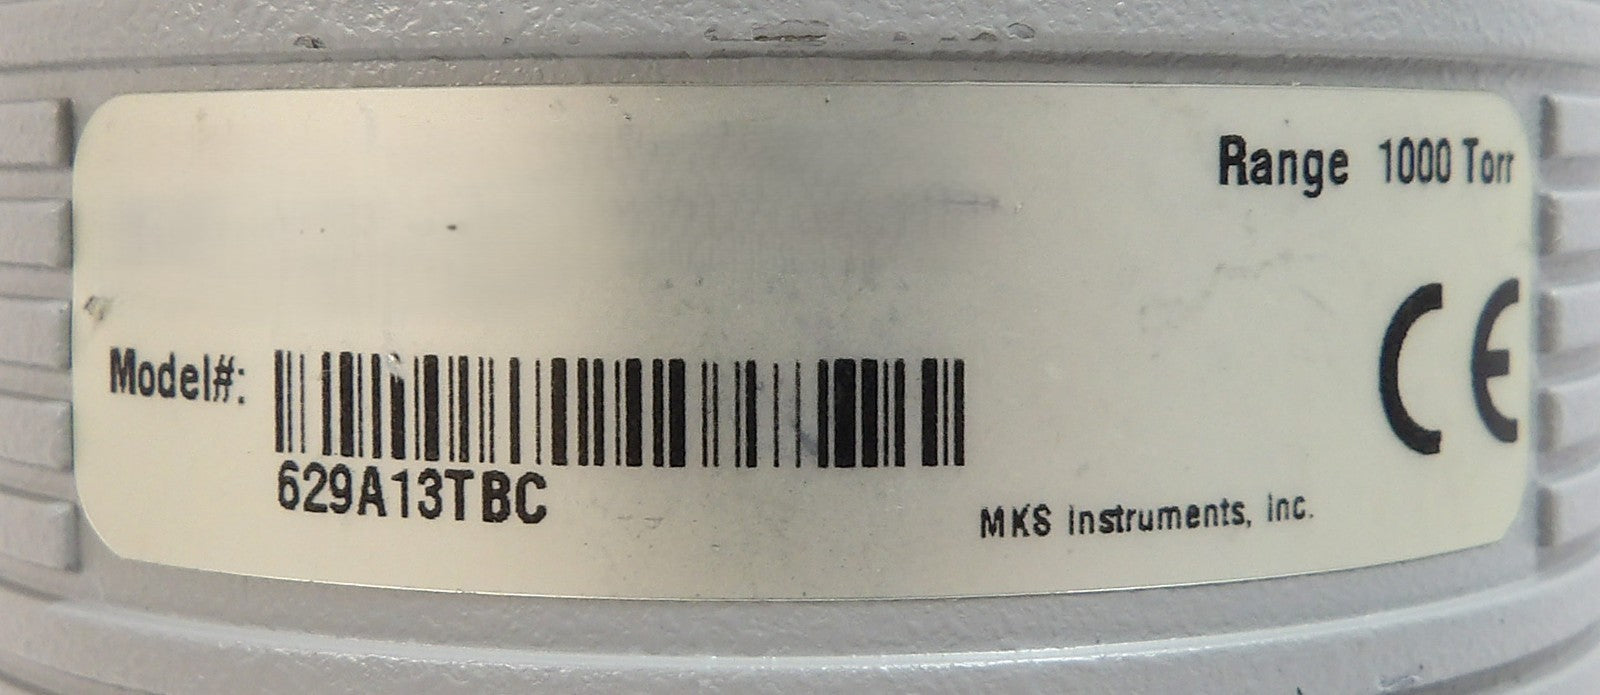 Range 1000 Torr
CE
Model#:
629A13TBC
MKS Instruments, Inc.